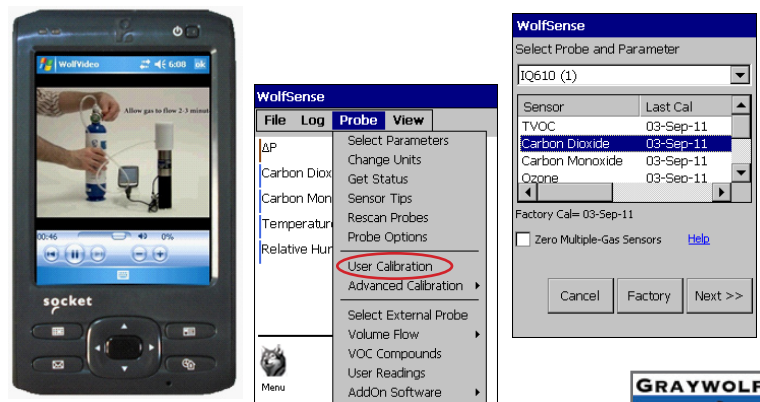 WolfVideo 6:08 ok
Allow gas to flow 2-3 minut
00:46 0%
socket
WolfSense
File Log Probe View
ΔP
Carbon Diox
Carbon Mon
Temperature
Relative Hur
Select Parameters
Change Units
Get Status
Sensor Tips
Rescan Probes
Probe Options
User Calibration
Advanced Calibration
Select External Probe
Volume Flow
VOC Compounds
User Readings
AddOn Software
Menu
WolfSense
Select Probe and Parameter
IQ610 (1)
Sensor Last Cal
TVOC 03-Sep-11
Carbon Dioxide 03-Sep-11
Carbon Monoxide 03-Sep-11
Ozone 03-Sep-11
Factory Cal= 03-Sep-11
Zero Multiple-Gas Sensors Help
Cancel Factory Next >>
GRAYWOLF